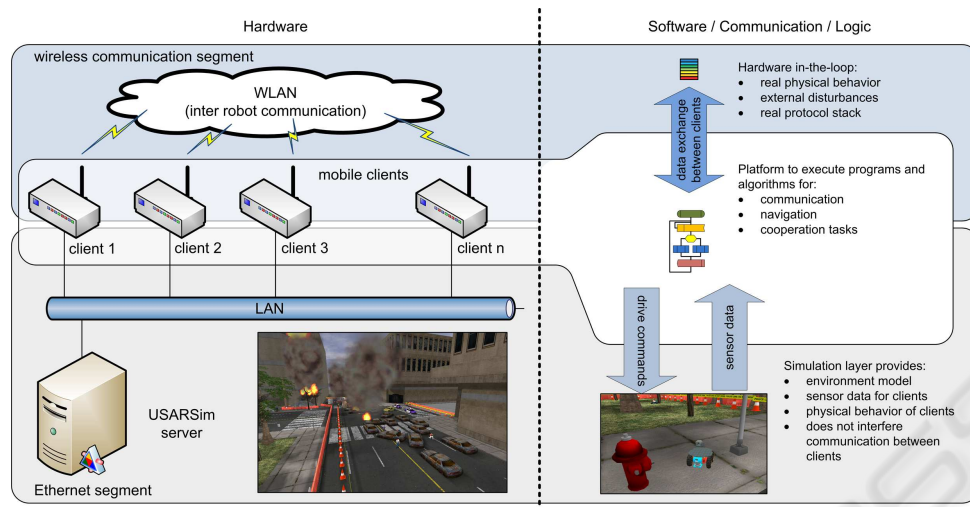 Hardware
Software / Communication / Logic
wireless communication segment
WLAN
(inter robot communication)
mobile clients
client 1
client 2
client 3
client n
LAN
USARSim
server
Ethernet segment
data exchange
between clients
Hardware in-the-loop:
• real physical behavior
• external disturbances
• real protocol stack
Platform to execute programs and
algorithms for:
• communication
• navigation
• cooperation tasks
drive commands
sensor data
Simulation layer provides:
• environment model
• sensor data for clients
• physical behavior of clients
• does not interfere
communication between
clients